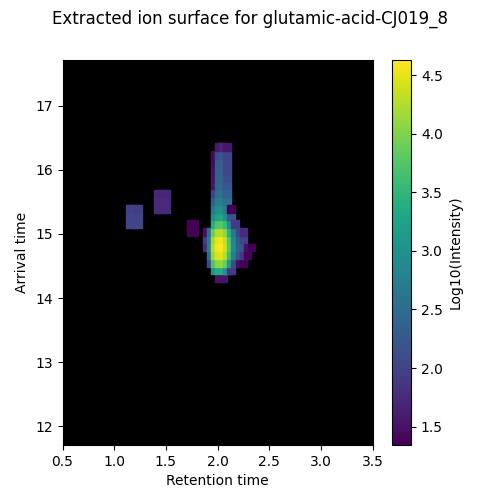 Extracted ion surface for glutamic-acid-CJ019_8
17
16
15
14
13
12
Arrival time
0.5 1.0 1.5 2.0 2.5 3.0 3.5
Retention time
4.5
4.0
3.5
3.0
2.5
2.0
1.5
Log10(Intensity)